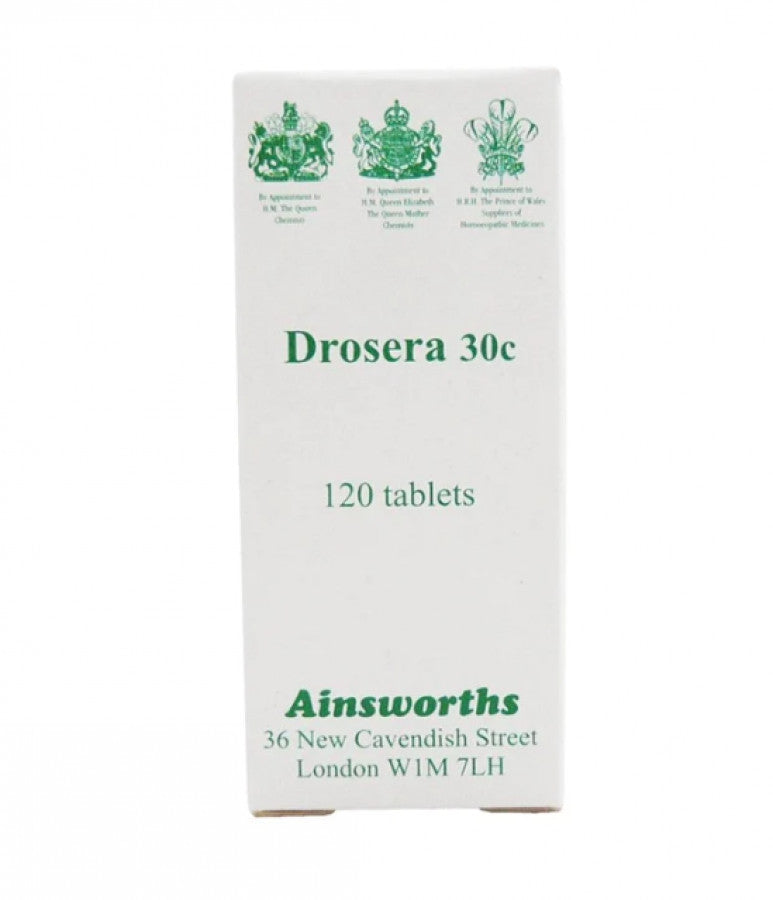 By Appointment to
H.M. The Queen
Chemists
By Appointment to
H.M. Queen Elizabeth
The Queen Mother
Chemists
By Appointment to
H.R.H. The Prince of Wales
Suppliers of
Homoeopathic Medicines
Drosera 30c
120 tablets
Ainsworths
36 New Cavendish Street
London W1M 7LH